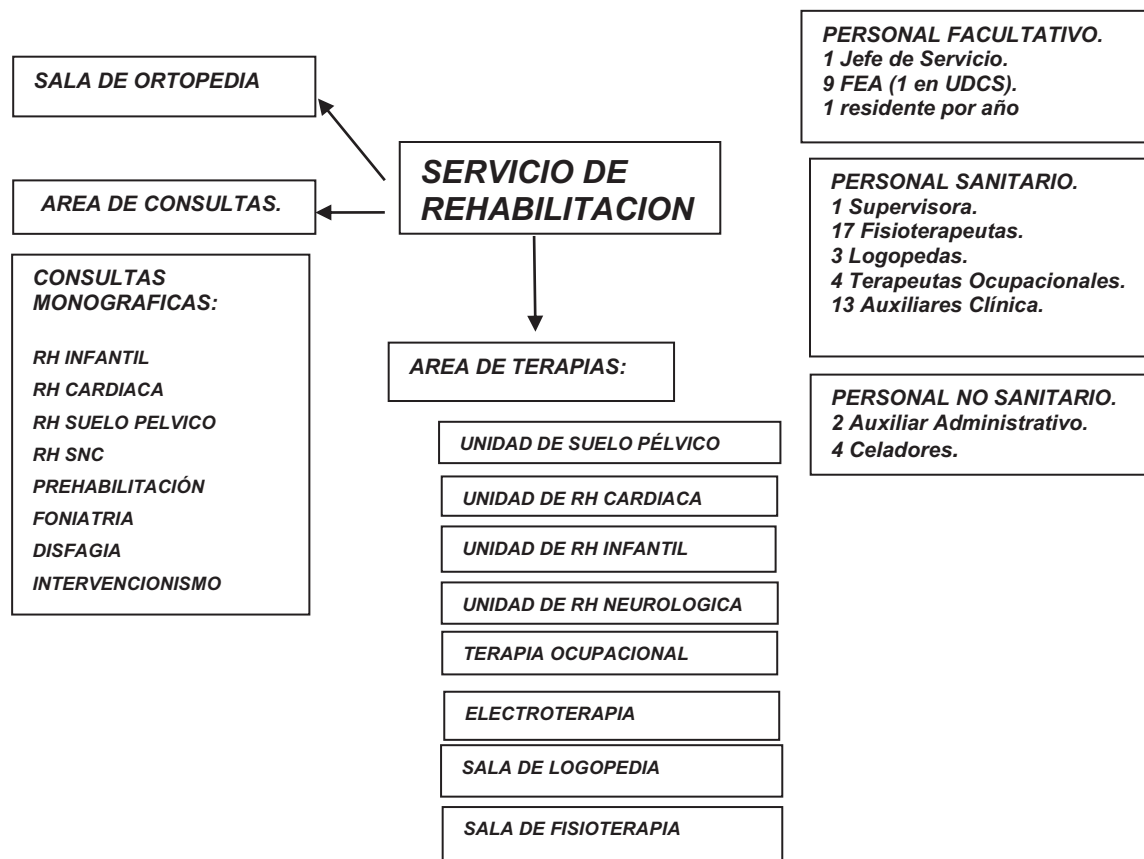 SALA DE ORTOPEDIA
AREA DE CONSULTAS.
CONSULTAS
MONOGRAFICAS:
RH INFANTIL
RH CARDIACA
RH SUELO PELVICO
RH SNC
PREHABILITACIÓN
FONIATRIA
DISFAGIA
INTERVENCIONISMO
SERVICIO DE
REHABILITACION
AREA DE TERAPIAS:
UNIDAD DE SUELO PÉLVICO
UNIDAD DE RH CARDIACA
UNIDAD DE RH INFANTIL
UNIDAD DE RH NEUROLOGICA
TERAPIA OCUPACIONAL
ELECTROTERAPIA
SALA DE LOGOPEDIA
SALA DE FISIOTERAPIA
PERSONAL FACULTATIVO.
1 Jefe de Servicio.
9 FEA (1 en UDCS).
1 residente por año
PERSONAL SANITARIO.
1 Supervisora.
17 Fisioterapeutas.
3 Logopedas.
4 Terapeutas Ocupacionales.
13 Auxiliares Clínica.
PERSONAL NO SANITARIO.
2 Auxiliar Administrativo.
4 Celadores.